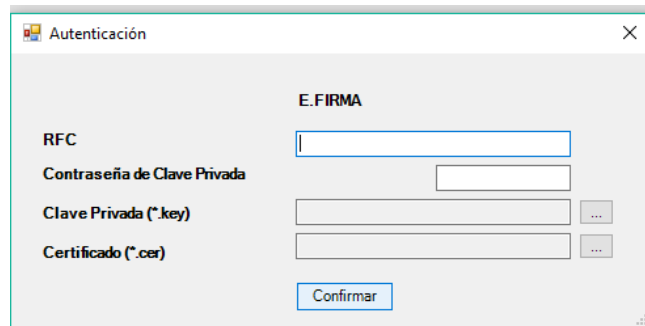 Autenticación
E.FIRMA
RFC
Contraseña de Clave Privada
Clave Privada (*.key)
...
Certificado (*.cer)
...
Confirmar